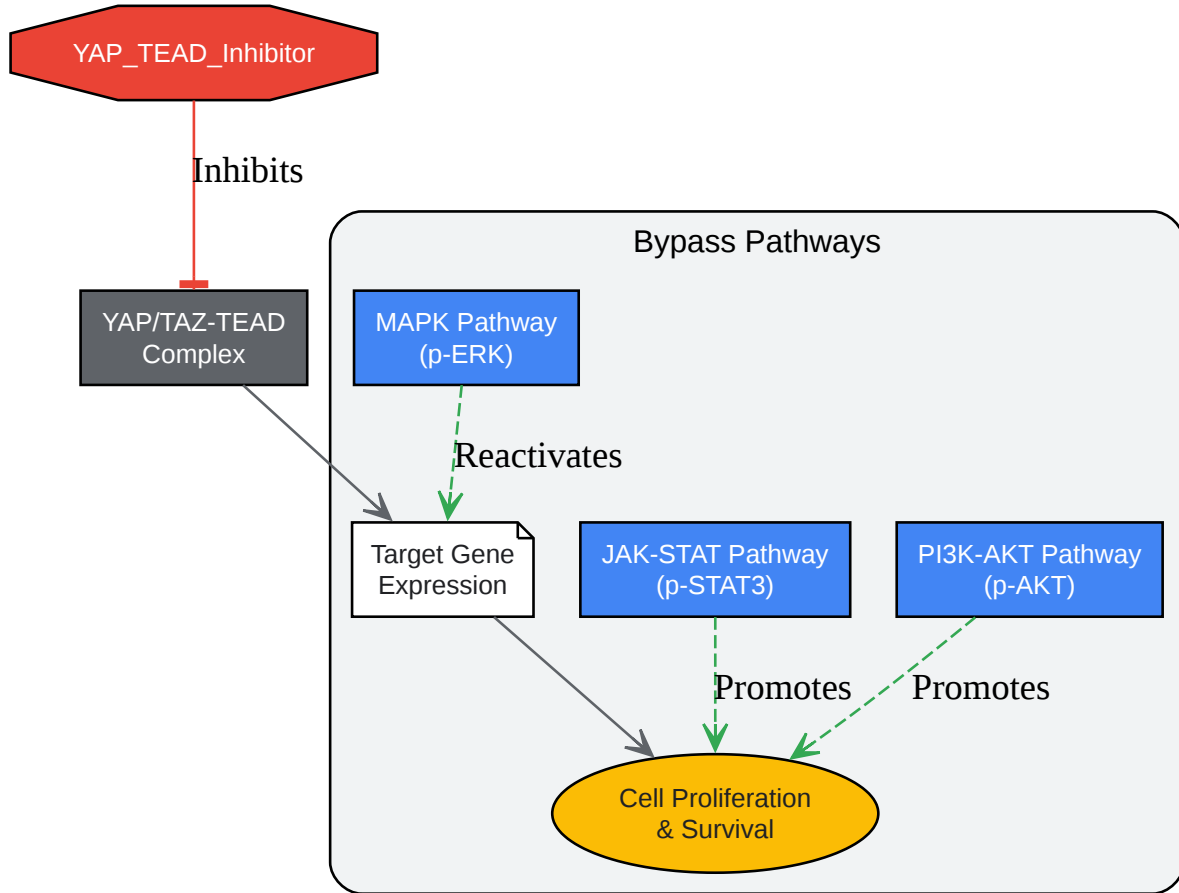 YAP_TEAD_Inhibitor
Inhibits
Bypass Pathways
YAP/TAZ-TEAD
Complex
MAPK Pathway
(p-ERK)
Reactivates
Target Gene
Expression
JAK-STAT Pathway
(p-STAT3)
PI3K-AKT Pathway
(p-AKT)
Promotes
Promotes
Cell Proliferation
& Survival